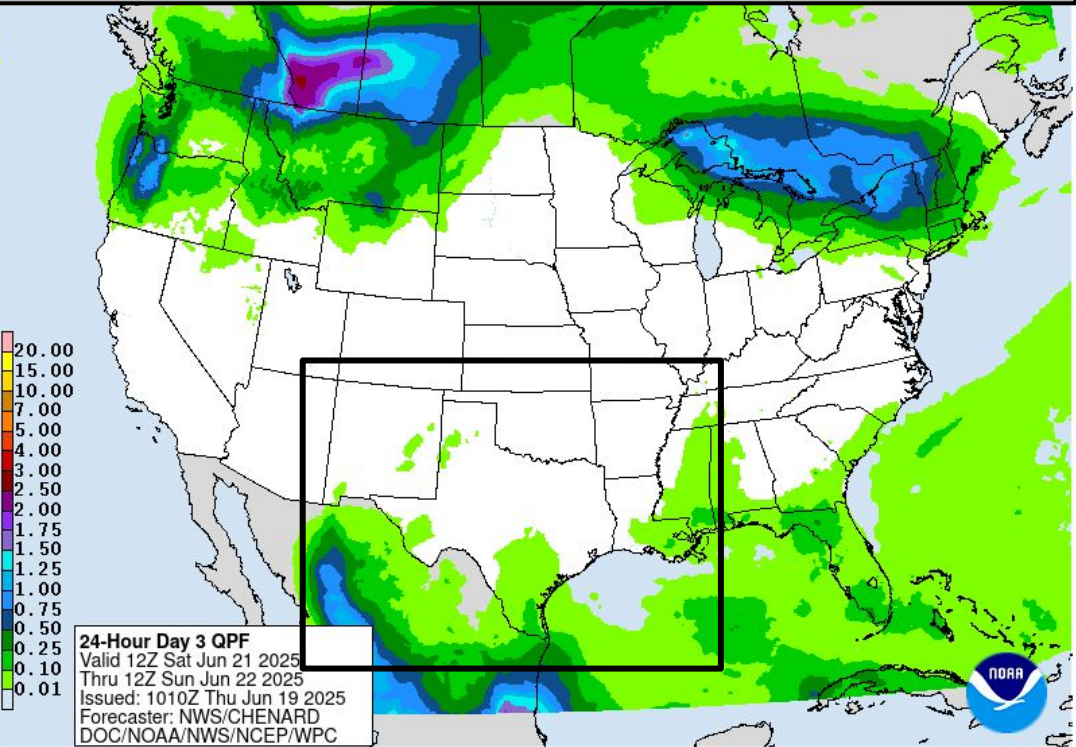 20.00
15.00
10.00
7.00
5.00
4.00
3.00
2.50
2.00
1.75
1.50
1.25
1.00
0.75
0.50
0.25
0.10
0.01
24-Hour Day 3 QPF
Valid 12Z Sat Jun 21 2025
Thru 12Z Sun Jun 22 2025
Issued: 1010Z Thu Jun 19 2025
Forecaster: NWS/CHENARD
DOC/NOAA/NWS/NCEP/WPC
NOAA